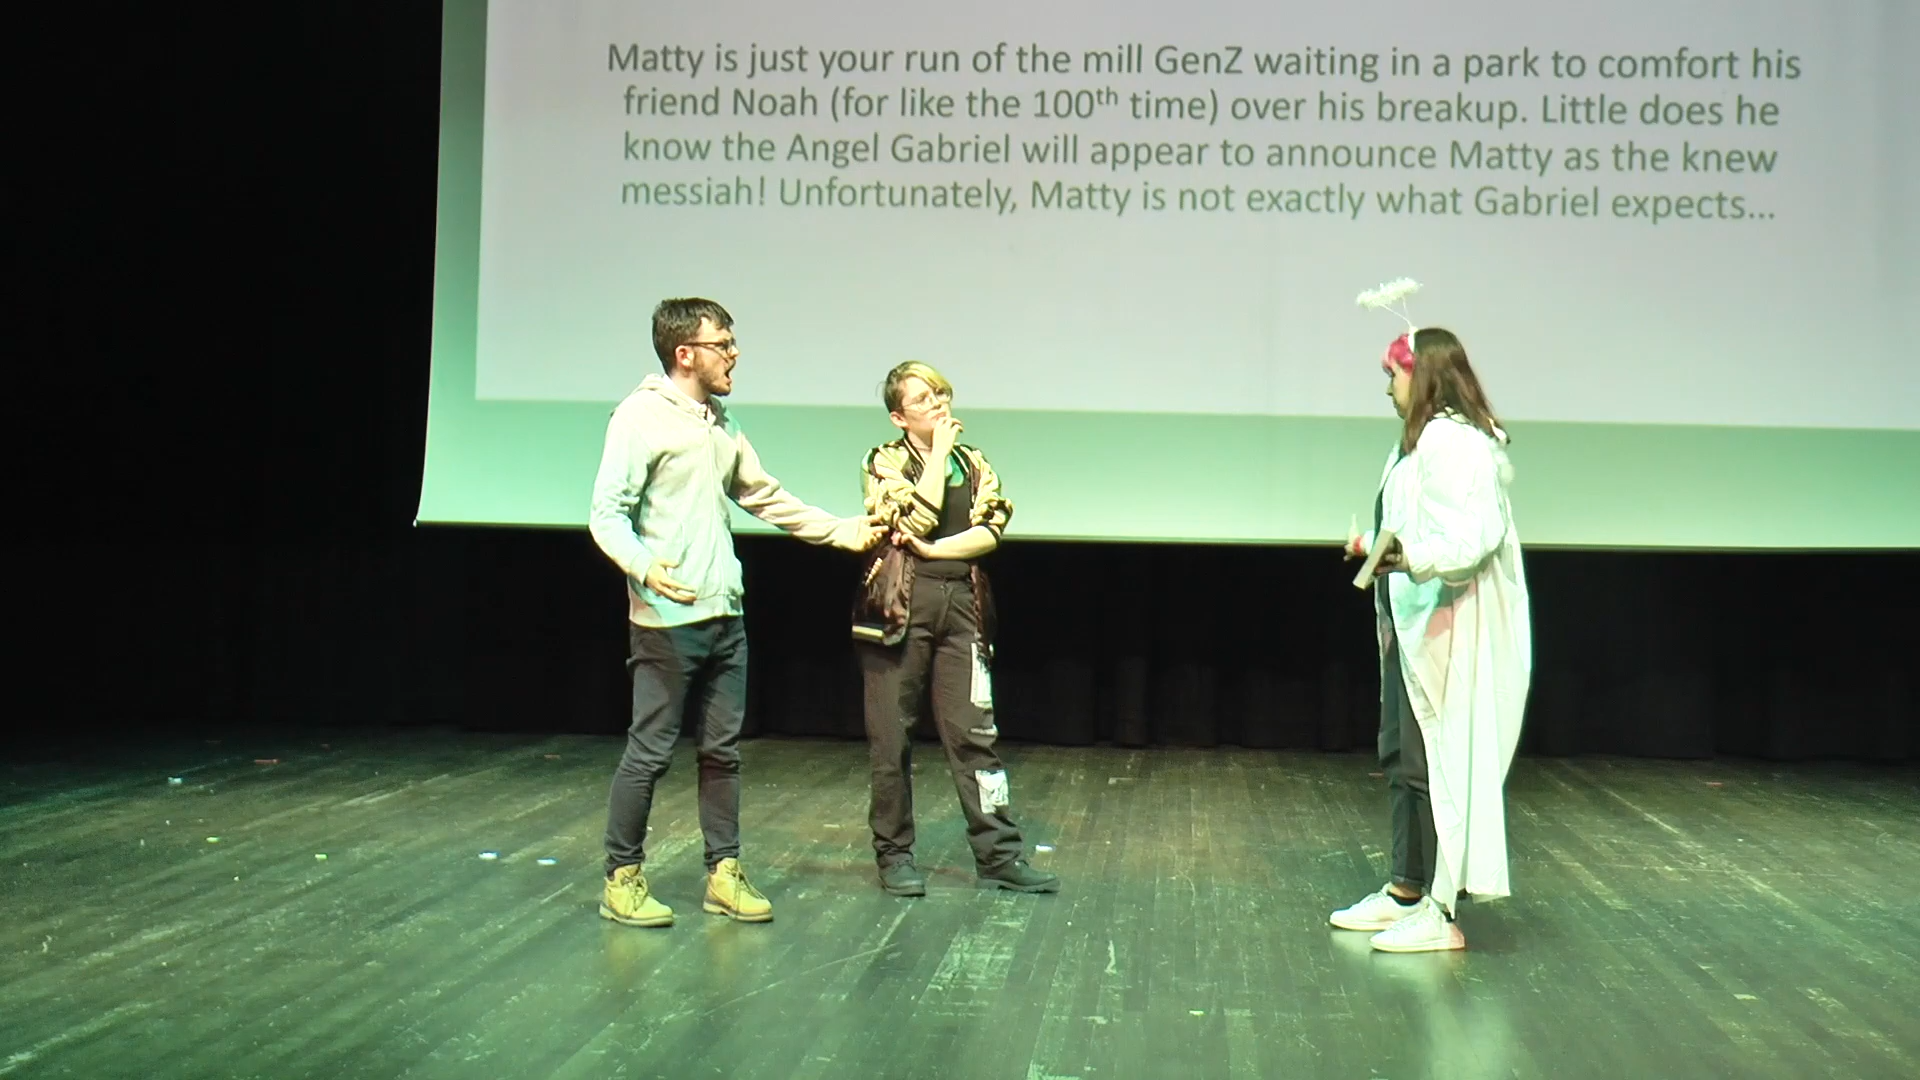 Matty is just your run of the mill GenZ waiting in a park to comfort his
friend Noah (for like the 100th time) over his breakup. Little does he
know the Angel Gabriel will appear to announce Matty as the knew
messiah! Unfortunately, Matty is not exactly what Gabriel expects...